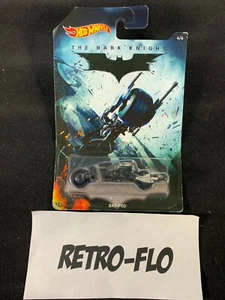 Hot Wheels
THE DARK KNIGHT
4/6
BAT-POD
RETRO-FLO